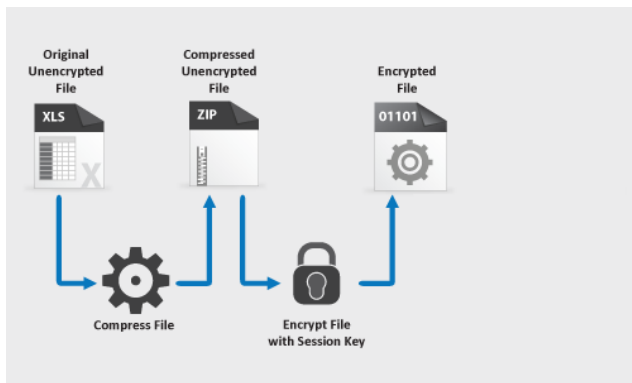 Original
Unencrypted
File
Compressed
Unencrypted
File
Encrypted
File
XLS
X
ZIP
01101
Compress File
Encrypt File
with Session Key